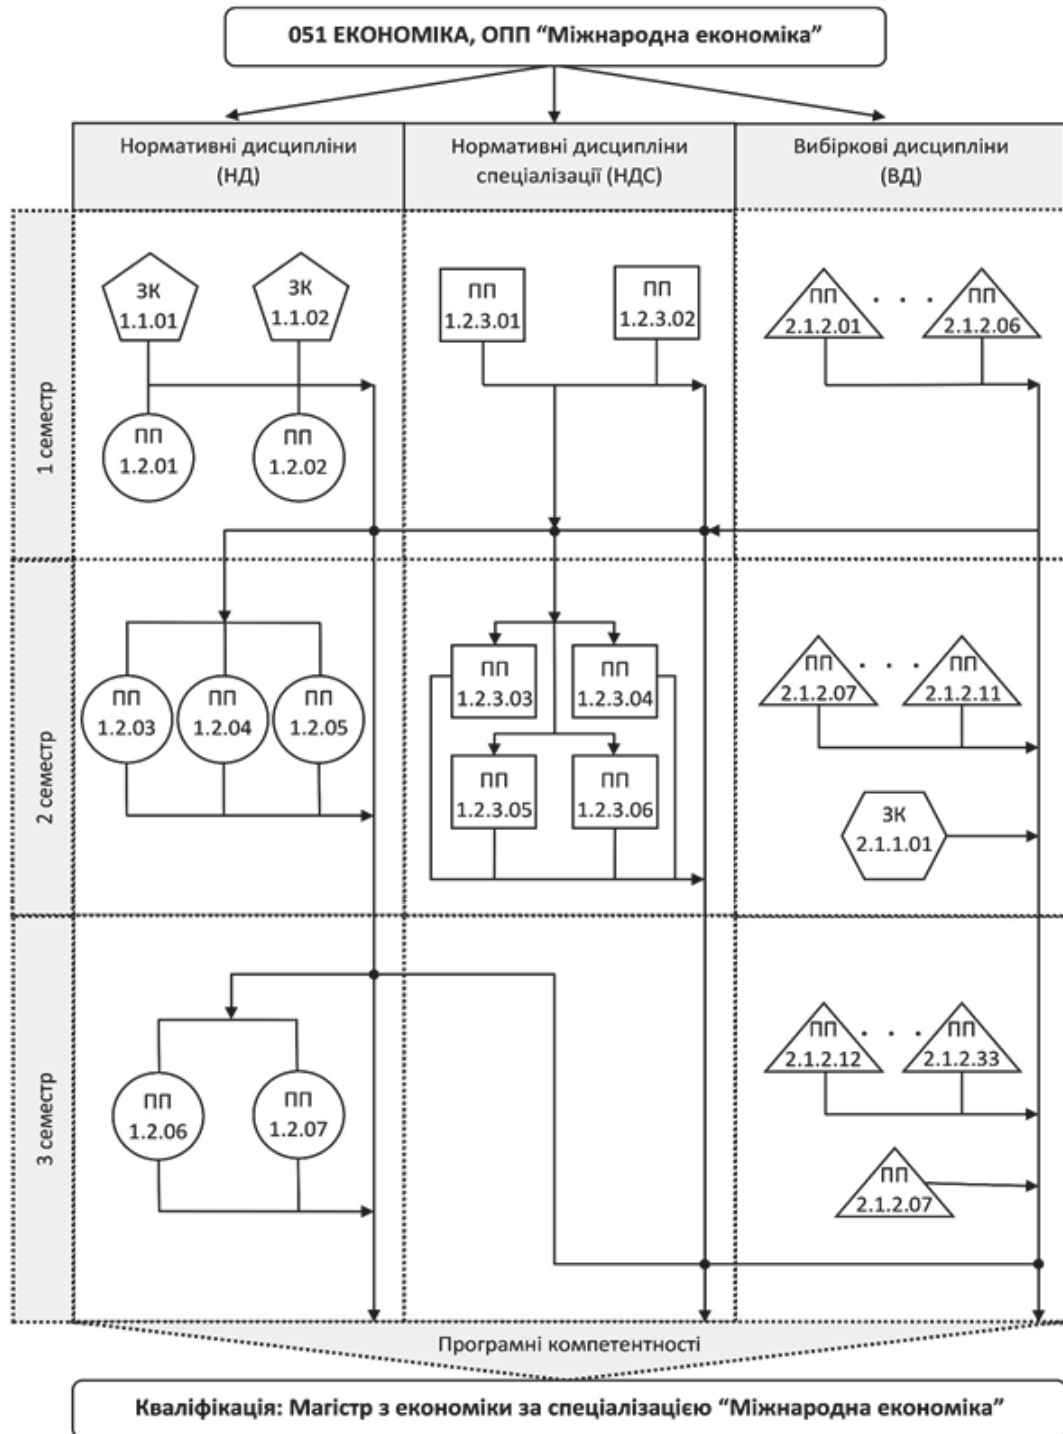 051 ЕКОНОМІКА, ОПП “Міжнародна економіка”
Нормативні дисципліни
(НД)
Нормативні дисципліни
спеціалізації (НДС)
Вибіркові дисципліни
(ВД)
1 семестр
ЗК
1.1.01
ЗК
1.1.02
ПП
1.2.01
ПП
1.2.02
ПП
1.2.3.01
ПП
1.2.3.02
ПП
2.1.2.01
. . .
ПП
2.1.2.06
2 семестр
ПП
1.2.03
ПП
1.2.04
ПП
1.2.05
ПП
1.2.3.03
ПП
1.2.3.04
ПП
1.2.3.05
ПП
1.2.3.06
ПП
2.1.2.07
. . .
ПП
2.1.2.11
ЗК
2.1.1.01
3 семестр
ПП
1.2.06
ПП
1.2.07
ПП
2.1.2.12
. . .
ПП
2.1.2.33
ПП
2.1.2.07
Програмні компетентності
Кваліфікація: Магістр з економіки за спеціалізацією “Міжнародна економіка”